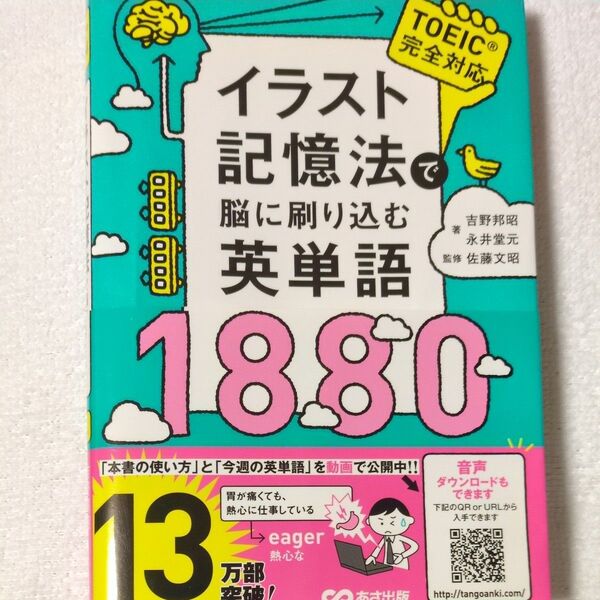 TOEIC®
完全対応
イラスト
記憶法で
脳に刷り込む
英単語
著 吉野邦昭
永井堂元
監修 佐藤文昭
1880
「本書の使い方」と「今週の英単語」を動画で公開中!!
13
万部
突破!
胃が痛くても、
熱心に仕事している
eager
熱心な
あさ出版
音声
ダウンロードも
できます
下記のQR or URLから
入手できます
http://tangoanki.com/